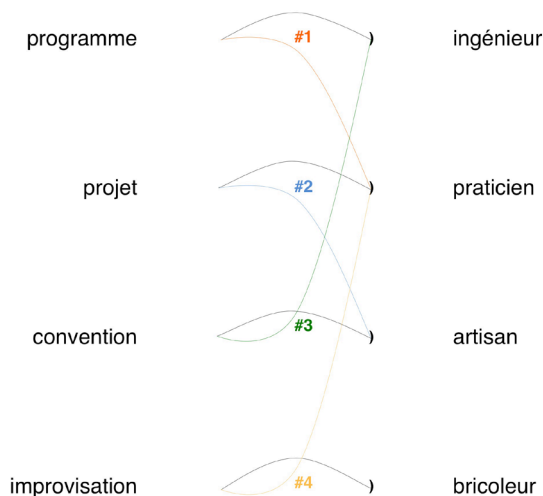 programme #1 ingénieur
projet #2 praticien
convention #3 artisan
improvisation #4 bricoleur